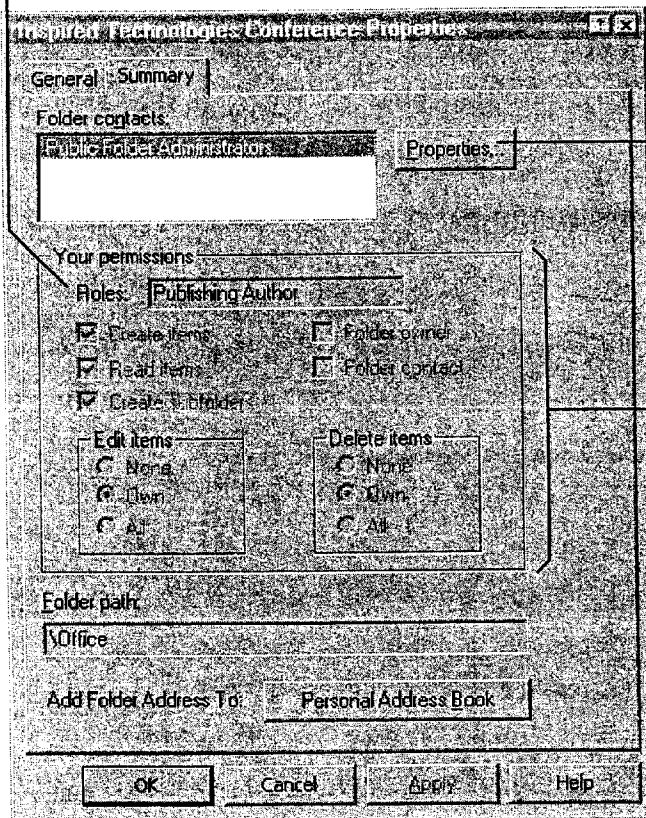 Inspired Technologies Conference Properties
General Summary
Folder contacts:
Public Folder Administrators
Properties...
Your permissions
Roles: Publishing Author
Create items Folder owner
Read items Folder contact
Create subfolders
Edit items Delete items
None None
Own Own
All All
Folder path:
\Office
Add Folder Address To: Personal Address Book
OK Cancel Apply Help